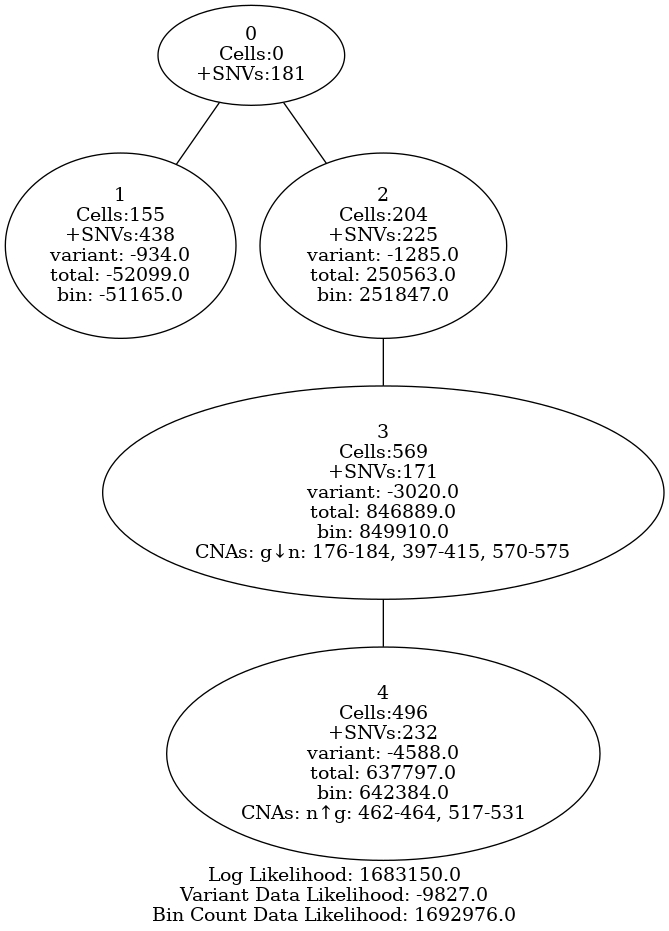 0
Cells:0
+SNVs:181
1
Cells:155
+SNVs:438
variant: -934.0
total: -52099.0
bin: -51165.0
2
Cells:204
+SNVs:225
variant: -1285.0
total: 250563.0
bin: 251847.0
3
Cells:569
+SNVs:171
variant: -3020.0
total: 846889.0
bin: 849910.0
CNAs: g↓n: 176-184, 397-415, 570-575
4
Cells:496
+SNVs:232
variant: -4588.0
total: 637797.0
bin: 642384.0
CNAs: n↑g: 462-464, 517-531
Log Likelihood: 1683150.0
Variant Data Likelihood: -9827.0
Bin Count Data Likelihood: 1692976.0